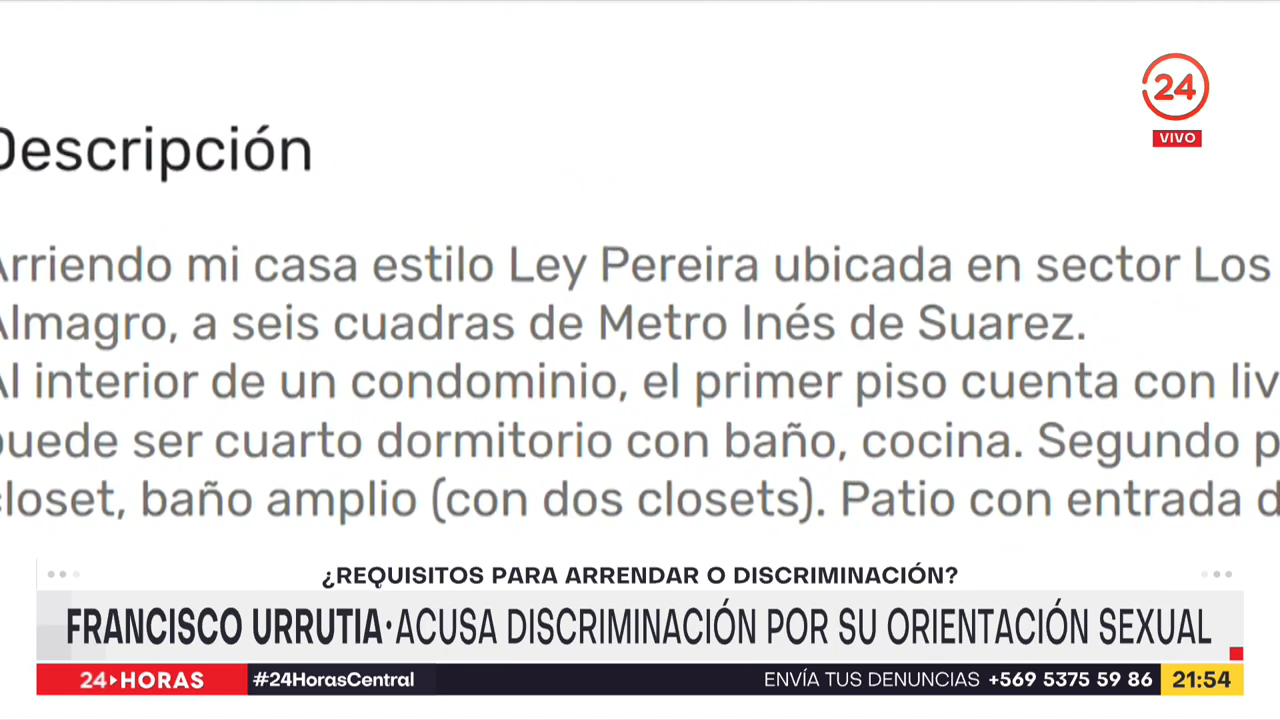 24
VIVO
Descripción
Arriendo mi casa estilo Ley Pereira ubicada en sector Los
Almagro, a seis cuadras de Metro Inés de Suarez.
Al interior de un condominio, el primer piso cuenta con liv
puede ser cuarto dormitorio con baño, cocina. Segundo p
closet, baño amplio (con dos closets). Patio con entrada d
¿REQUISITOS PARA ARRENDAR O DISCRIMINACIÓN?
FRANCISCO URRUTIA·ACUSA DISCRIMINACIÓN POR SU ORIENTACIÓN SEXUAL
24 HORAS #24HorasCentral ENVÍA TUS DENUNCIAS +569 5375 59 86 21:54